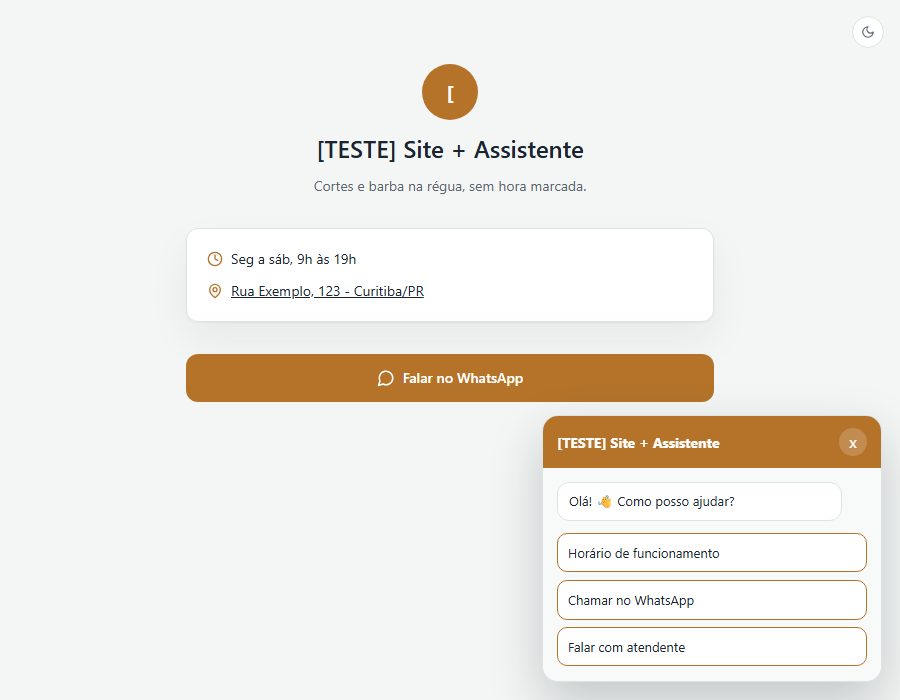 [
[TESTE] Site + Assistente
Cortes e barba na régua, sem hora marcada.
Seg a sáb, 9h às 19h
Rua Exemplo, 123 - Curitiba/PR
Falar no WhatsApp
[TESTE] Site + Assistente
x
Olá! 👋 Como posso ajudar?
Horário de funcionamento
Chamar no WhatsApp
Falar com atendente